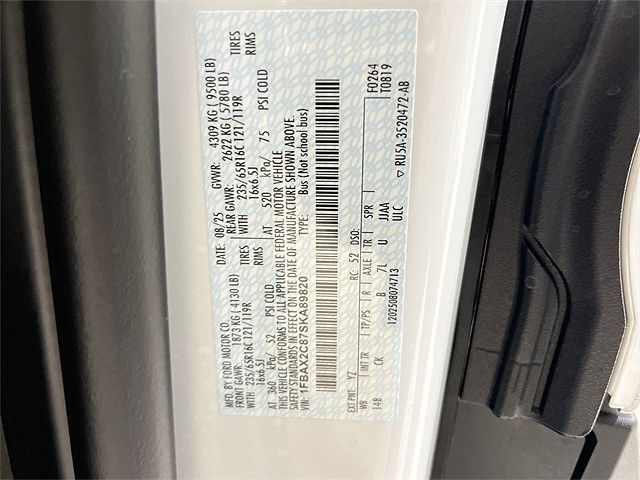 MFD. BY FORD MOTOR CO.
DATE: 08/25 GVWR: 4309 KG ( 9500 LB)
FRONT GAWR: 1873 KG ( 4130 LB) REAR GAWR: 2622 KG ( 5780 LB)
WITH 235/65R16C 121/119R TIRES WITH 235/65R16C 121/119R TIRES
16x6.5J RIMS 16x6.5J RIMS
AT 360 kPa/ 52 PSI COLD AT 520 kPa/ 75 PSI COLD
THIS VEHICLE CONFORMS TO ALL APPLICABLE FEDERAL MOTOR VEHICLE
SAFETY STANDARDS IN EFFECT ON THE DATE OF MANUFACTURE SHOWN ABOVE.
VIN: 1FBAX2C87SKA89820 TYPE: Bus (Not school bus)
F0264
T0819
EXT PNT: YZ RC: 52 DSO:
WB INT TR TP/PS R AXLE TR SPR
148 CK B 7L U JJAA
ULC
1202508074713
▽ RU5A-3520472-AB